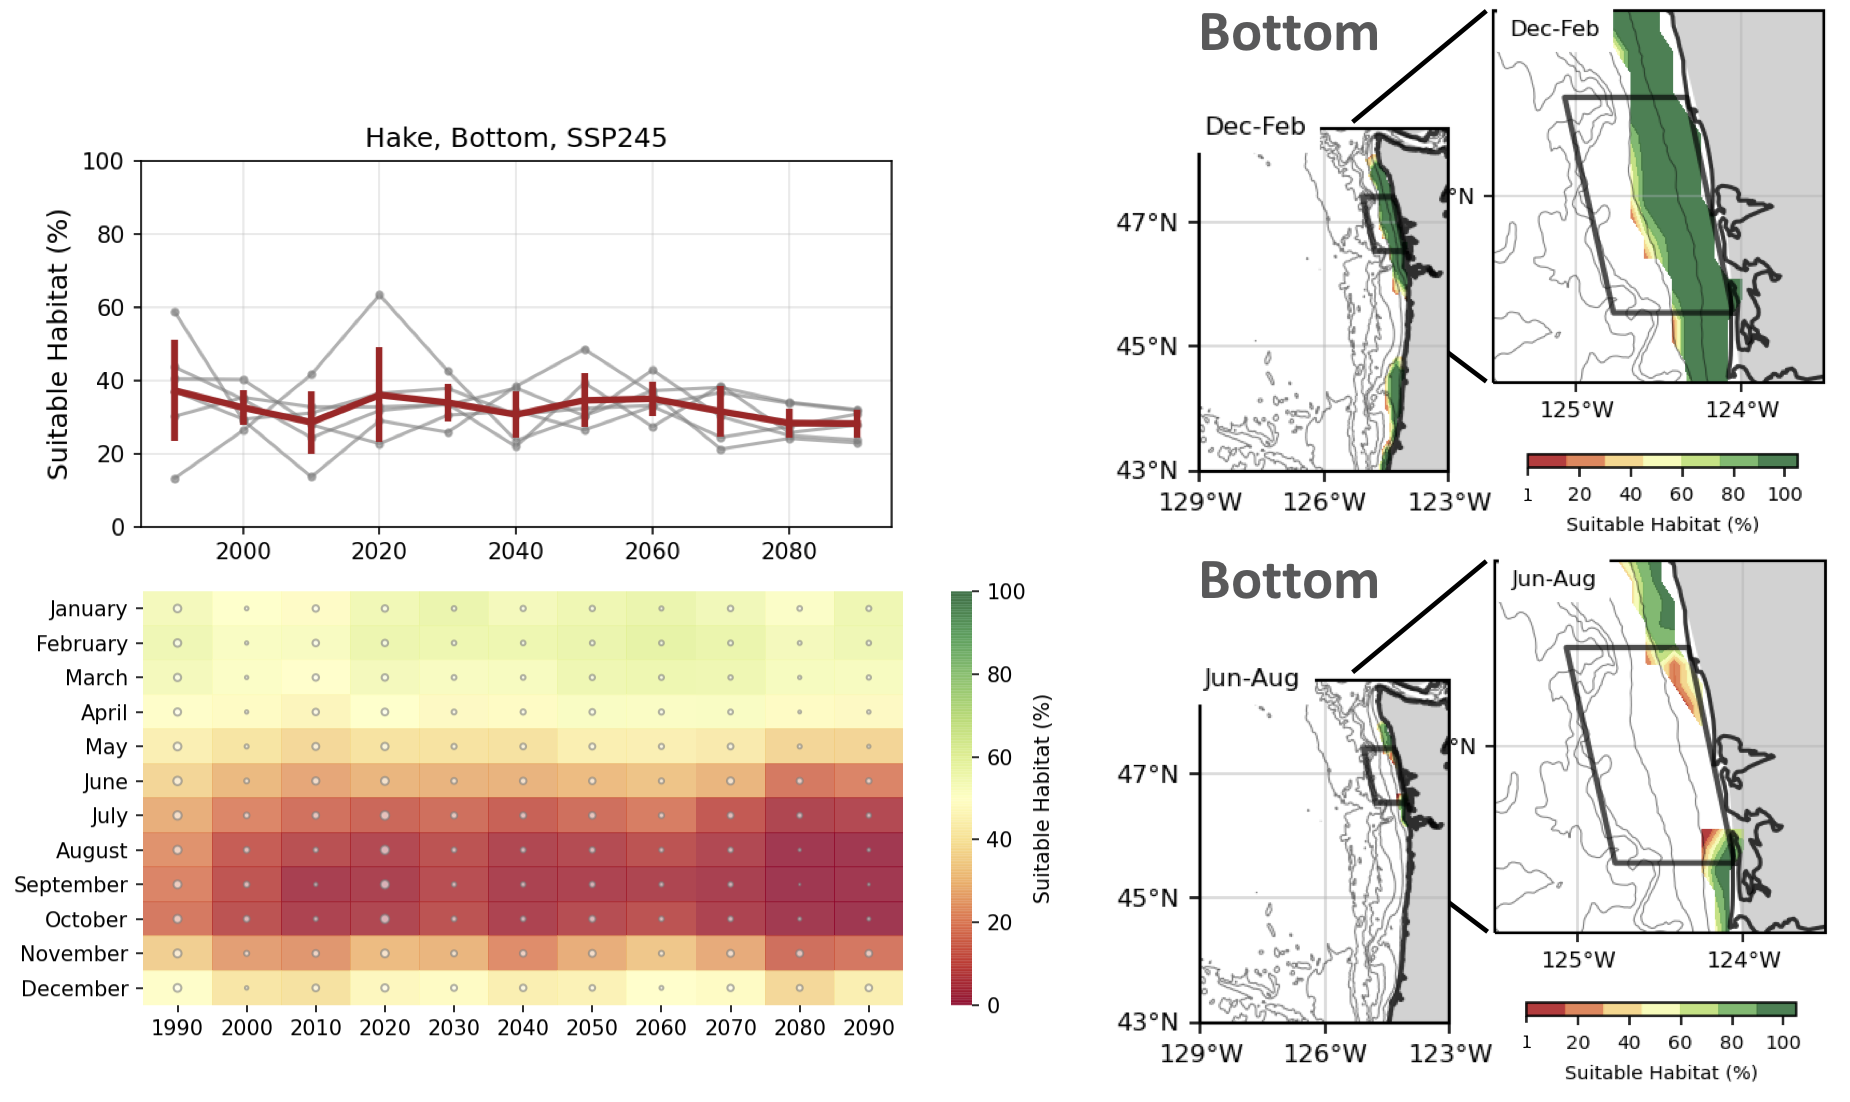 Hake, Bottom, SSP245
Suitable Habitat (%)
100
80
60
40
20
0
2000 2020 2040 2060 2080
January
February
March
April
May
June
July
August
September
October
November
December
1990 2000 2010 2020 2030 2040 2050 2060 2070 2080 2090
100
80
60
40
20
0
Suitable Habitat (%)
Bottom
Dec-Feb
47°N
45°N
43°N
129°W 126°W 123°W
Dec-Feb
°N
125°W 124°W
1 20 40 60 80 100
Suitable Habitat (%)
Bottom
Jun-Aug
47°N
45°N
43°N
129°W 126°W 123°W
Jun-Aug
°N
125°W 124°W
1 20 40 60 80 100
Suitable Habitat (%)